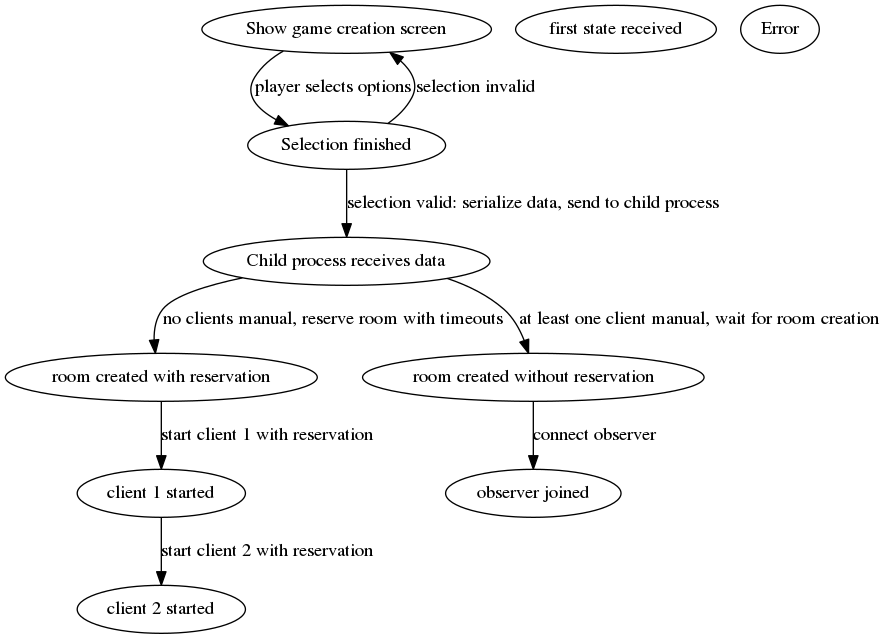 Show game creation screen
first state received
Error
player selects options
selection invalid
Selection finished
selection valid: serialize data, send to child process
Child process receives data
no clients manual, reserve room with timeouts
at least one client manual, wait for room creation
room created with reservation
room created without reservation
start client 1 with reservation
connect observer
client 1 started
observer joined
start client 2 with reservation
client 2 started